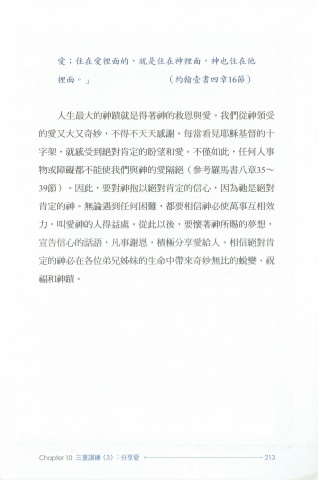 愛；住在愛裡面的，就是住在神裡面，神也住在他
裡面。」　　　　　　　　（約翰壹書四章16節）
人生最大的神蹟就是得著神的救恩與愛。我們從神領受
的愛又大又奇妙，不得不天天感謝。每當看見耶穌基督的十
字架，就感受到絕對肯定的盼望和愛。不僅如此，任何人事
物或障礙都不能使我們與神的愛隔絕（參考羅馬書八章35～
39節）。因此，要對神抱以絕對肯定的信心，因為祂是絕對
肯定的神。無論遇到任何困難，都要相信神必使萬事互相效
力，叫愛神的人得益處。從此以後，要懷著神所賜的夢想，
宣告信心的話語，凡事謝恩，積極分享愛給人。相信絕對肯
定的神必在各位弟兄姊妹的生命中帶來奇妙無比的蛻變、祝
福和神蹟。
Chapter 10 三重訓練（3）：分享愛 213